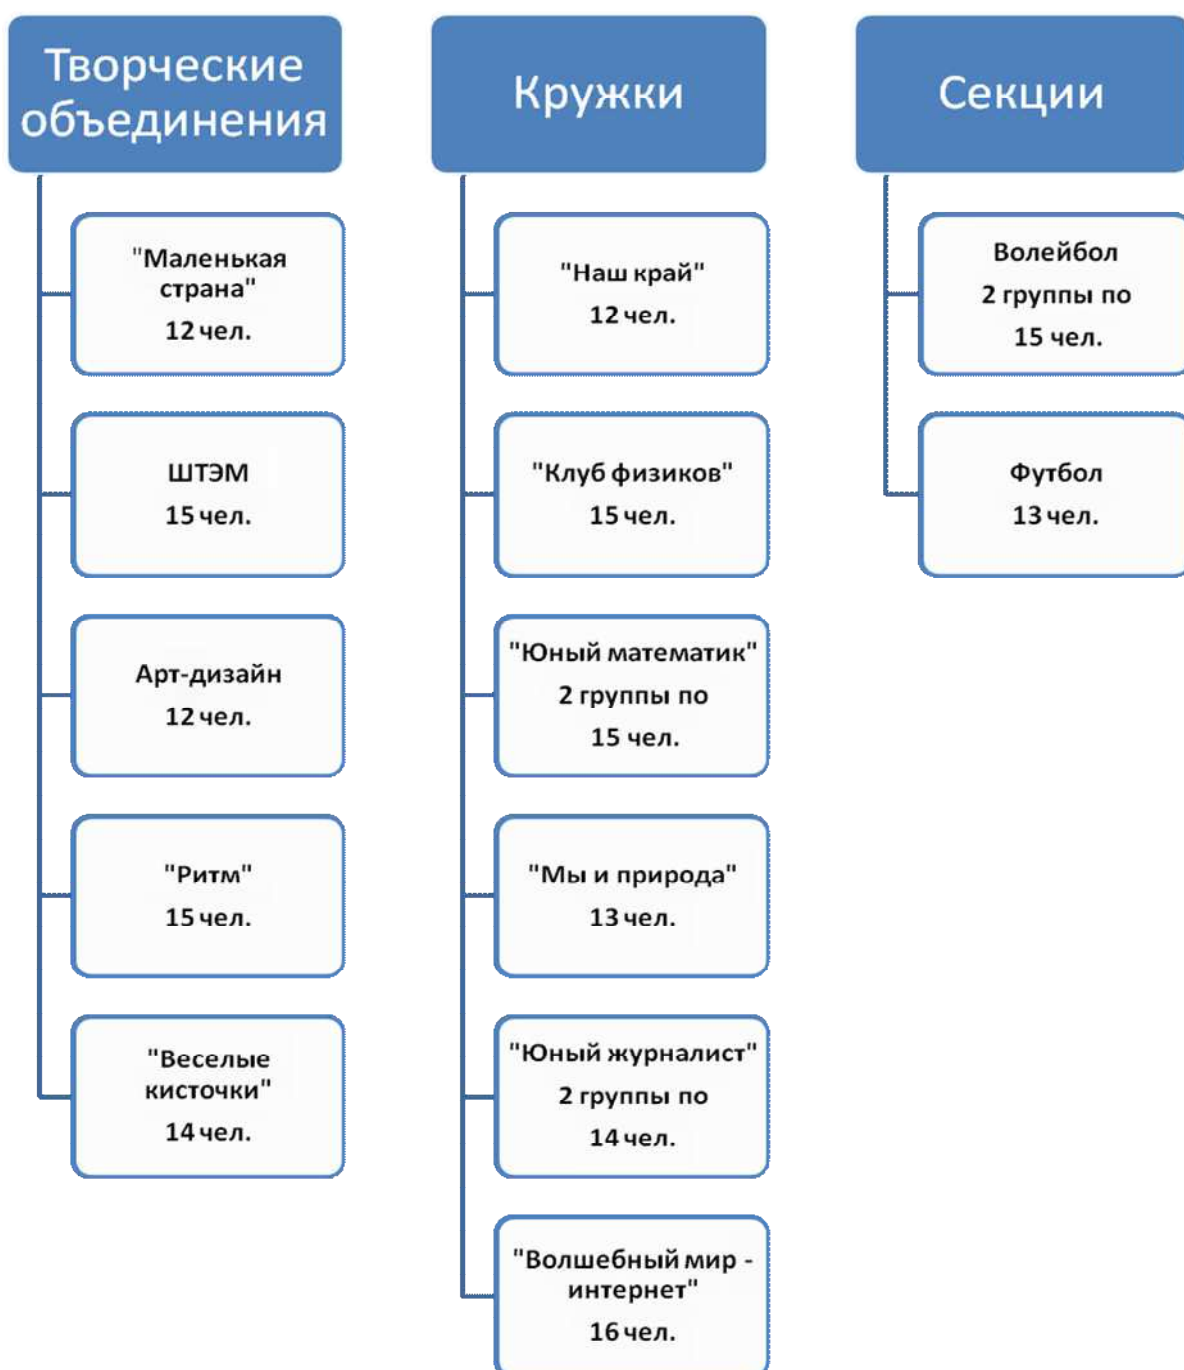 Творческие
объединения
"Маленькая
страна"
12 чел.
ШТЭМ
15 чел.
Арт-дизайн
12 чел.
"Ритм"
15 чел.
"Веселые
кисточки"
14 чел.
Кружки
"Наш край"
12 чел.
"Клуб физиков"
15 чел.
"Юный математик"
2 группы по
15 чел.
"Мы и природа"
13 чел.
"Юный журналист"
2 группы по
14 чел.
"Волшебный мир -
интернет"
16 чел.
Секции
Волейбол
2 группы по
15 чел.
Футбол
13 чел.